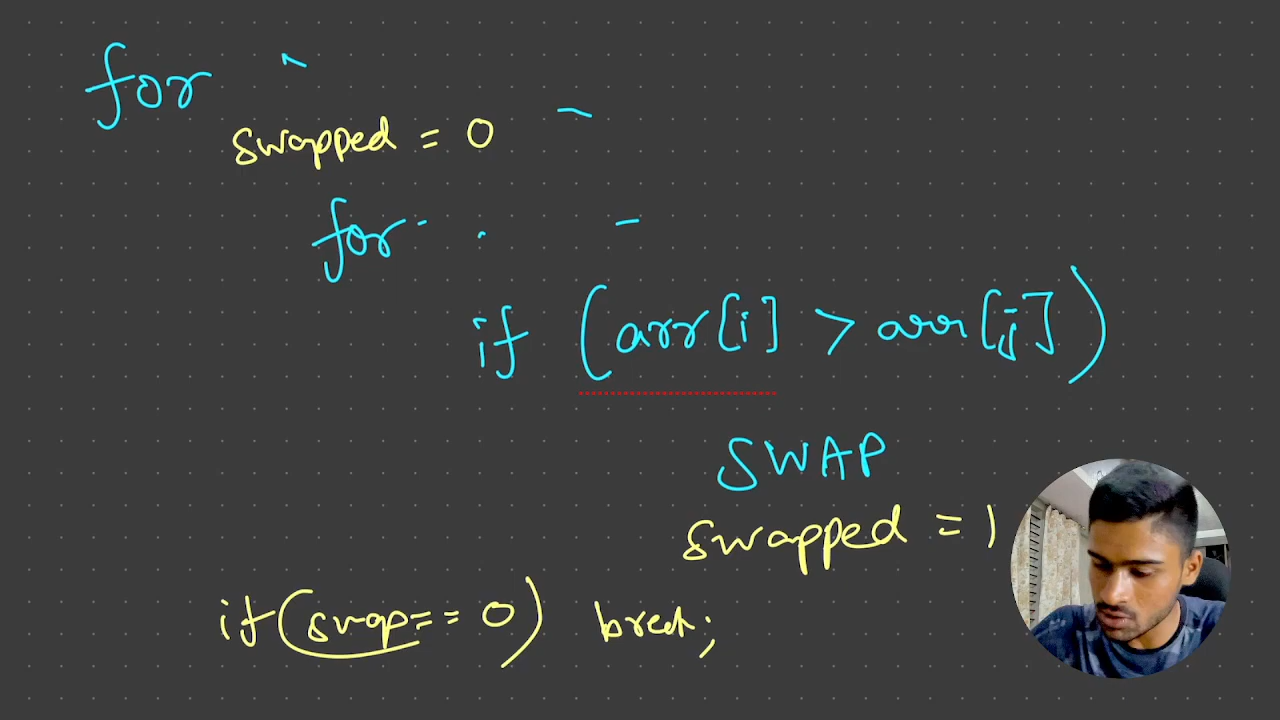 for
swapped = 0
for
if (arr[i] > arr[j])
SWAP
swapped = 1
if(swap== 0) break;